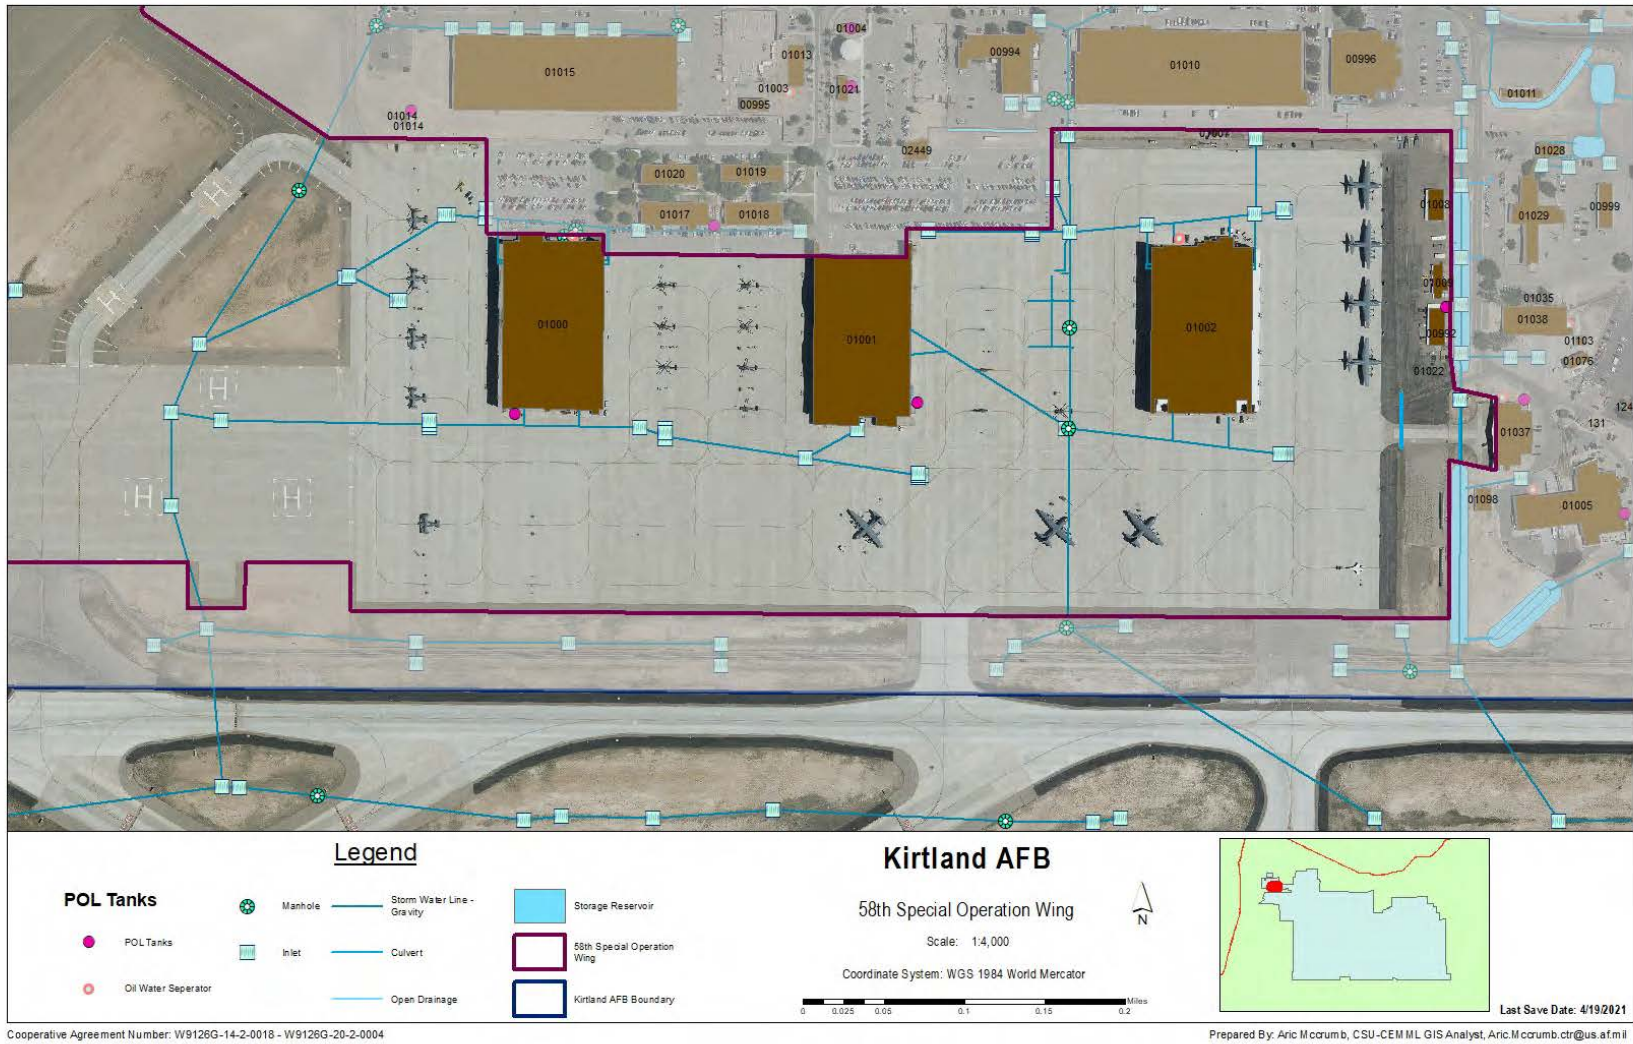 01004
01015
01013
01003
00995
01021
00994
01010
00996
01011
01014
01014
02449
01028
01020
01019
01017
01018
01008
01029
00999
01000
01001
01002
00992
01022
01035
01038
01103
01076
124
131
01037
01098
01005
H
H
H
H
H
Legend
POL Tanks
POL Tanks
Oil Water Seperator
Manhole
Inlet
Storm Water Line -
Gravity
Culvert
Open Drainage
Storage Reservoir
58th Special Operation
Wing
Kirtland AFB Boundary
Kirtland AFB
58th Special Operation Wing
Scale: 1:4,000
Coordinate System: WGS 1984 World Mercator
Miles
0 0.025 0.05 0.1 0.15 0.2
N
Last Save Date: 4/19/2021
Cooperative Agreement Number: W9126G-14-2-0018 - W9126G-20-2-0004
Prepared By: Aric Mccrumb, CSU-CEMML GIS Analyst, Aric.Mccrumb.ctr@us.af.mil